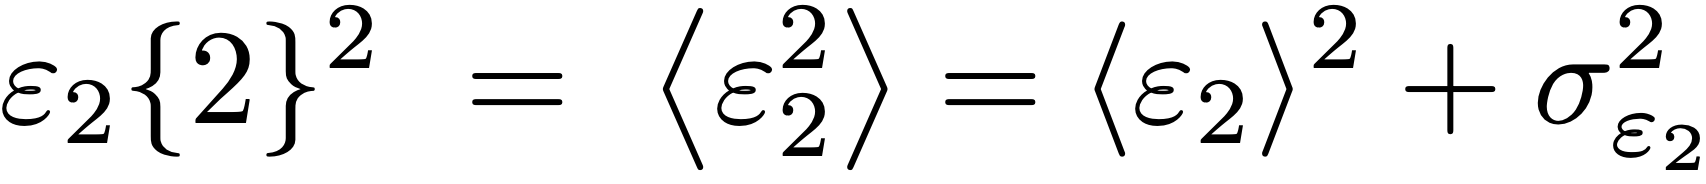 ε₂{2}² = ⟨ε₂²⟩ = ⟨ε₂⟩² + σ²_ε₂